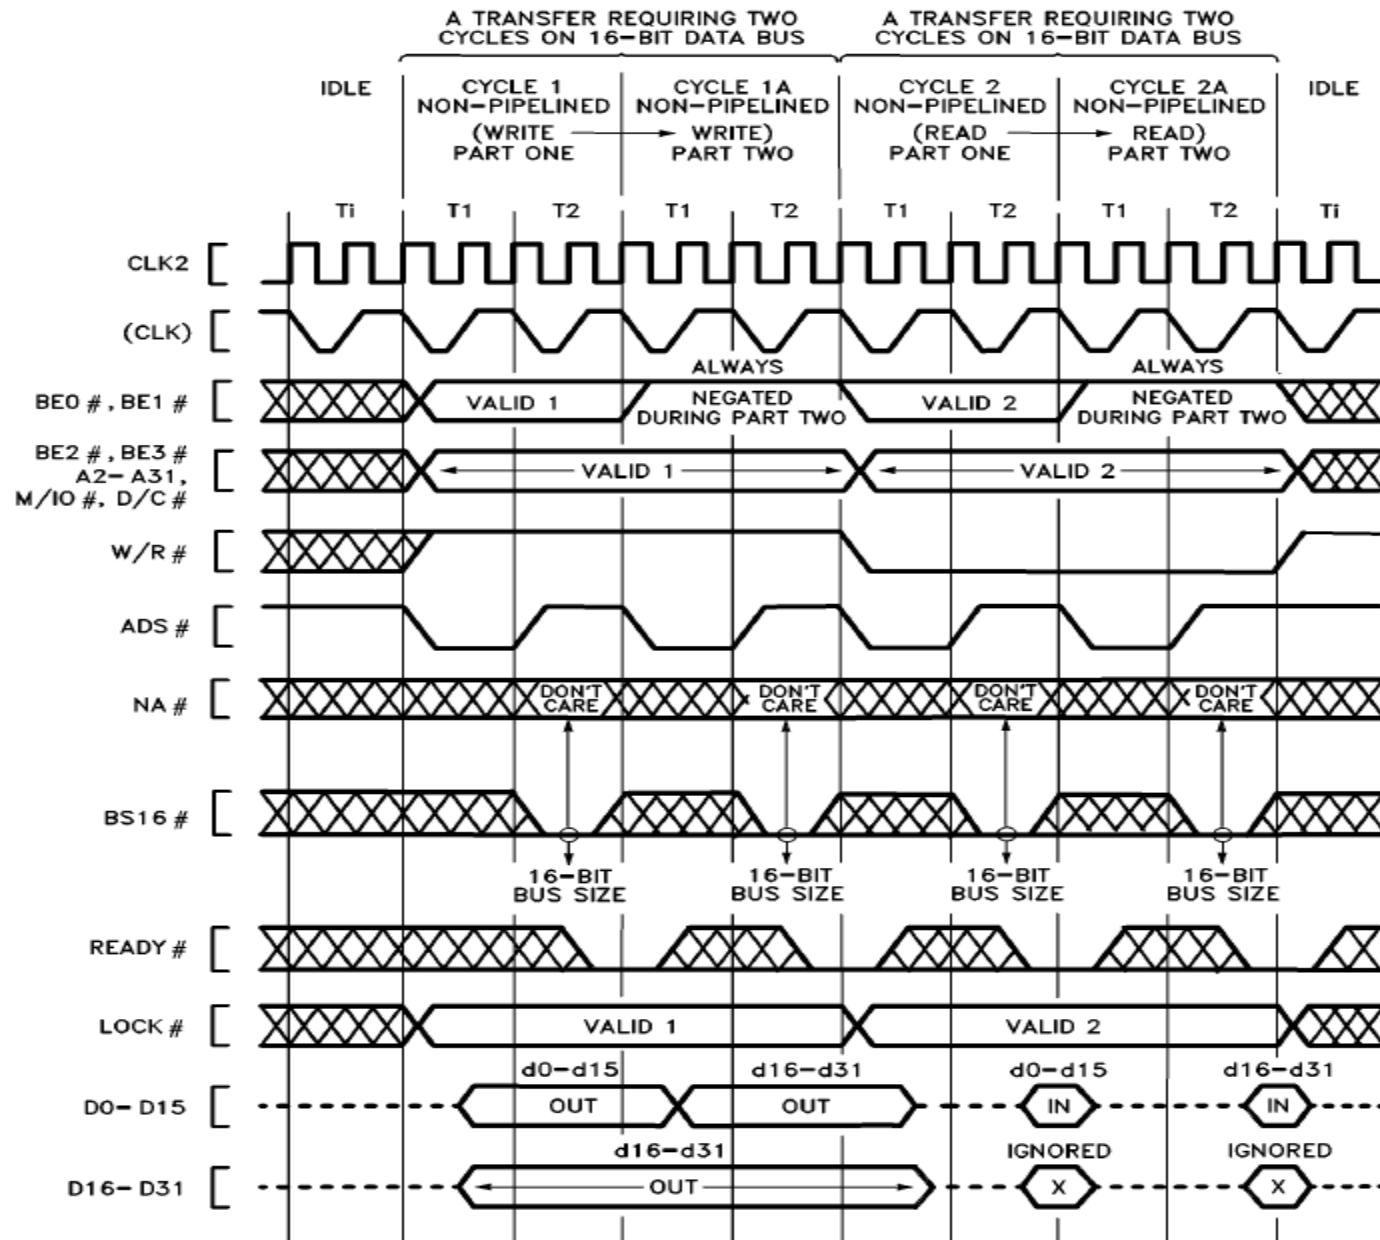 A TRANSFER REQUIRING TWO
CYCLES ON 16-BIT DATA BUS
A TRANSFER REQUIRING TWO
CYCLES ON 16-BIT DATA BUS
IDLE
CYCLE 1
NON-PIPELINED
(WRITE
PART ONE
CYCLE 1A
NON-PIPELINED
WRITE)
PART TWO
CYCLE 2
NON-PIPELINED
(READ
PART ONE
CYCLE 2A
NON-PIPELINED
READ)
PART TWO
IDLE
Ti T1 T2 T1 T2 T1 T2 T1 T2 Ti
CLK2
(CLK)
BE0 #, BE1 #
VALID 1
ALWAYS
NEGATED
DURING PART TWO
VALID 2
ALWAYS
NEGATED
DURING PART TWO
BE2 #, BE3 #
A2-A31,
M/IO #, D/C #
VALID 1
VALID 2
W/R #
ADS #
NA #
DON'T
CARE
DON'T
CARE
DON'T
CARE
DON'T
CARE
BS16 #
16-BIT
BUS SIZE
16-BIT
BUS SIZE
16-BIT
BUS SIZE
16-BIT
BUS SIZE
READY #
LOCK #
VALID 1
VALID 2
d0-d15
d16-d31
d0-d15
d16-d31
D0-D15
OUT
OUT
IN
IN
d16-d31
IGNORED
IGNORED
D16-D31
OUT
X
X